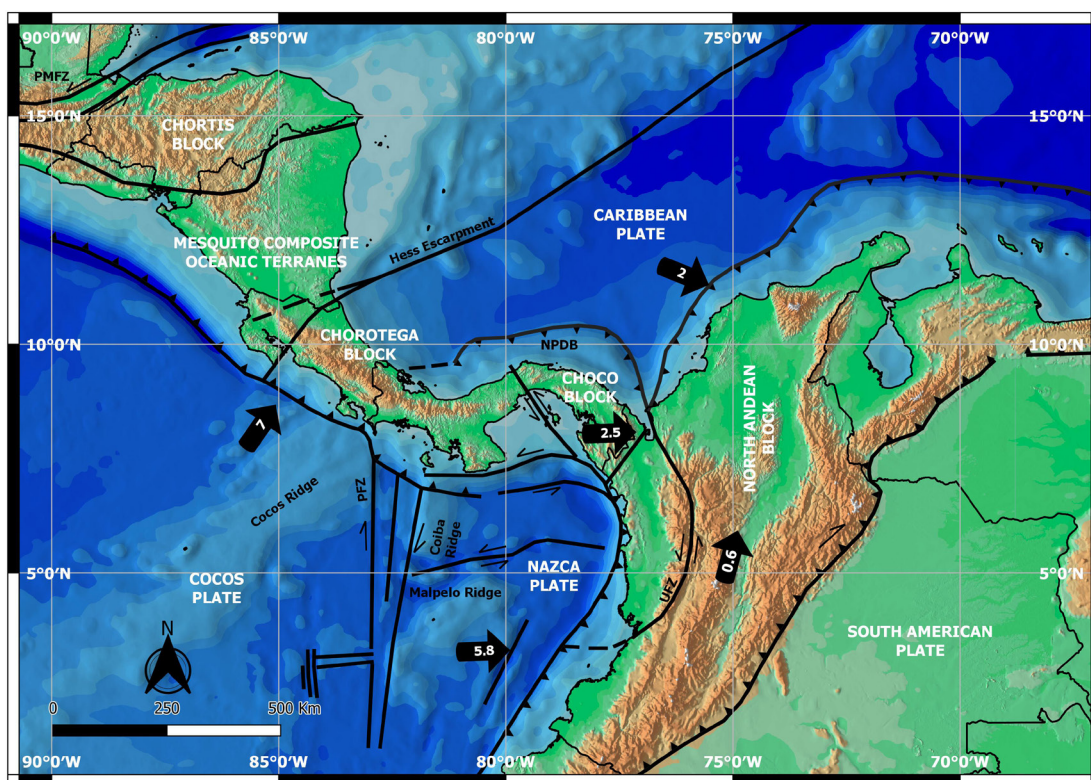 90°0'W 85°0'W 80°0'W 75°0'W 70°0'W
PMFZ
15°0'N 15°0'N
CHORTIS
BLOCK
CARIBBEAN
PLATE
Hess Escarpment
MESQUITO COMPOSITE
OCEANIC TERRANES
2
CHOROTEGA
BLOCK
10°0'N 10°0'N
NPDB
CHOCO
BLOCK
NORTH ANDEAN
BLOCK
7
2.5
Cocos Ridge
PFZ
Coiba
Ridge
0.6
5°0'N 5°0'N
COCOS
PLATE
NAZCA
PLATE
Malpelo Ridge
UFZ
SOUTH AMERICAN
PLATE
N
5.8
0 250 500 Km
90°0'W 85°0'W 80°0'W 75°0'W 70°0'W